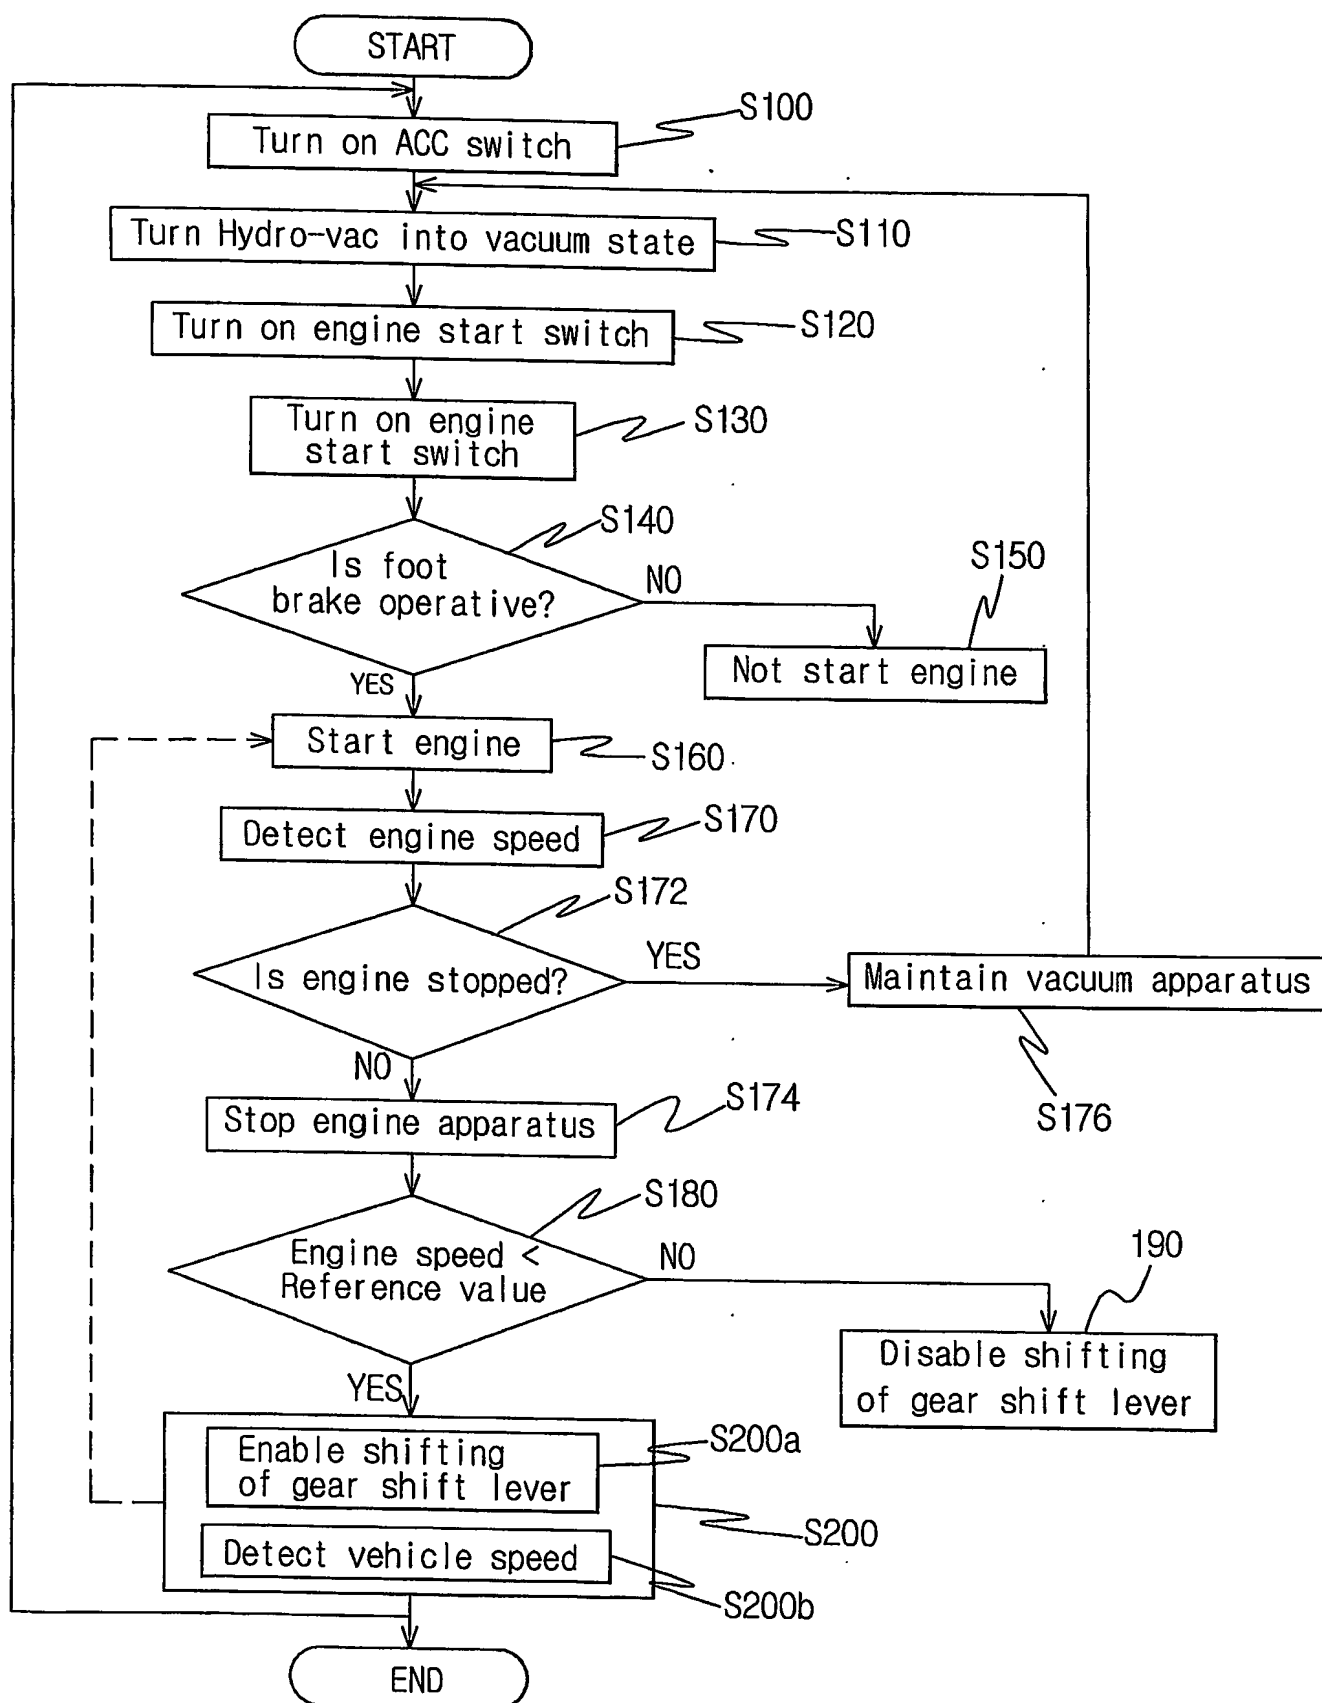 START
S100
Turn on ACC switch
Turn Hydro-vac into vacuum state
S110
Turn on engine start switch
S120
Turn on engine
start switch
S130
S140
Is foot
brake operative?
NO
S150
Not start engine
YES
Start engine
S160
Detect engine speed
S170
S172
Is engine stopped?
YES
Maintain vacuum apparatus
S176
NO
Stop engine apparatus
S174
S180
Engine speed <
Reference value
NO
190
Disable shifting
of gear shift lever
YES
Enable shifting
of gear shift lever
S200a
S200
Detect vehicle speed
S200b
END